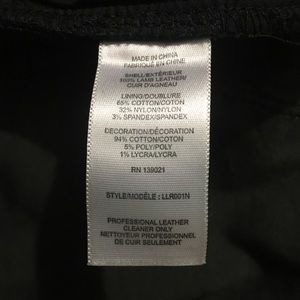 MADE IN CHINA
FABRIQUÉ EN CHINE
SHELL/EXTÉRIEUR
100% LAMB LEATHER/
CUIR D'AGNEAU
LINING/DOUBLURE
65% COTTON/COTON
32% NYLON/NYLON
3% SPANDEX/SPANDEX
DECORATION/DÉCORATION
94% COTTON/COTON
5% POLY/POLY
1% LYCRA/LYCRA
RN 139021
STYLE/MODÈLE: LLR001N
PROFESSIONAL LEATHER
CLEANER ONLY
NETTOYEUR PROFESSIONNEL
DE CUIR SEULEMENT